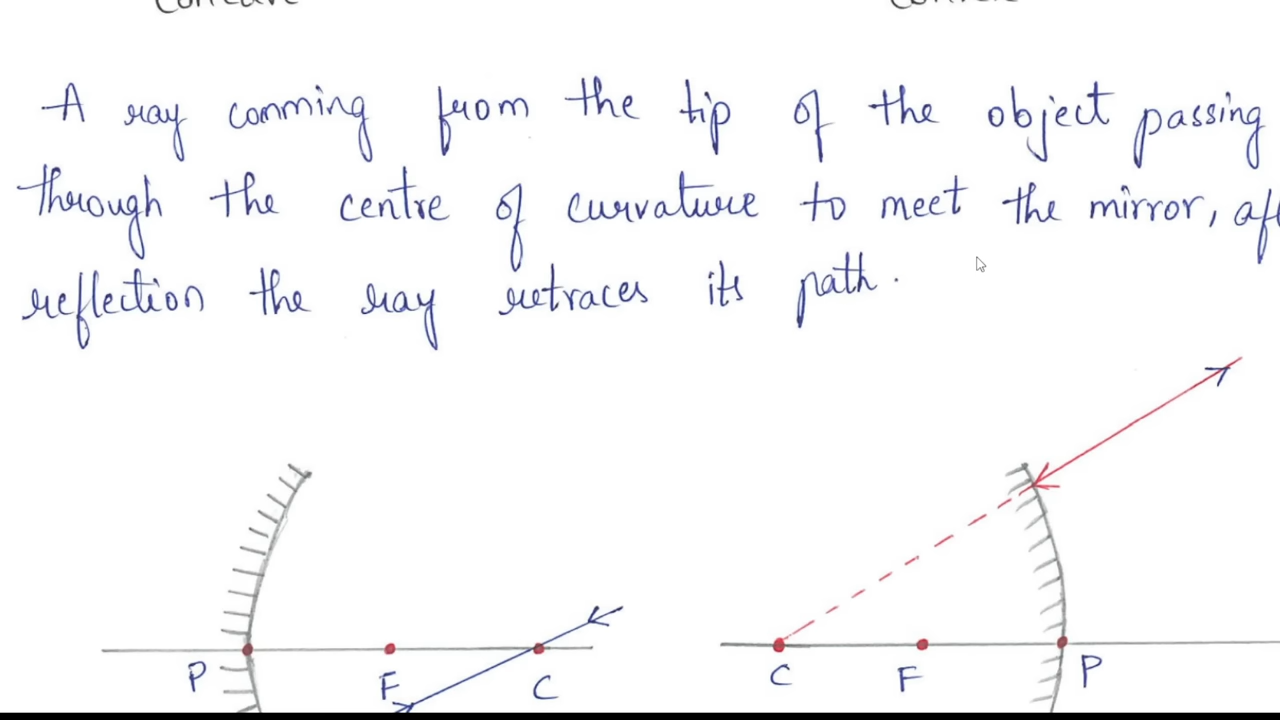 A ray comming from the tip of the object passing
through the centre of curvature to meet the mirror,
reflection the ray retraces its path.
P F C
C F P